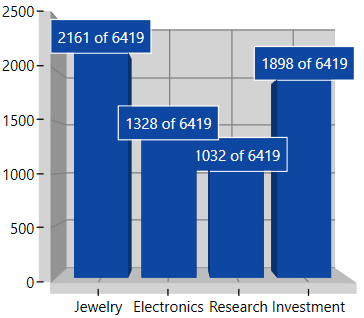 2500
2000
1500
1000
500
0
2161 of 6419
1328 of 6419
1032 of 6419
1898 of 6419
Jewelry Electronics Research Investment